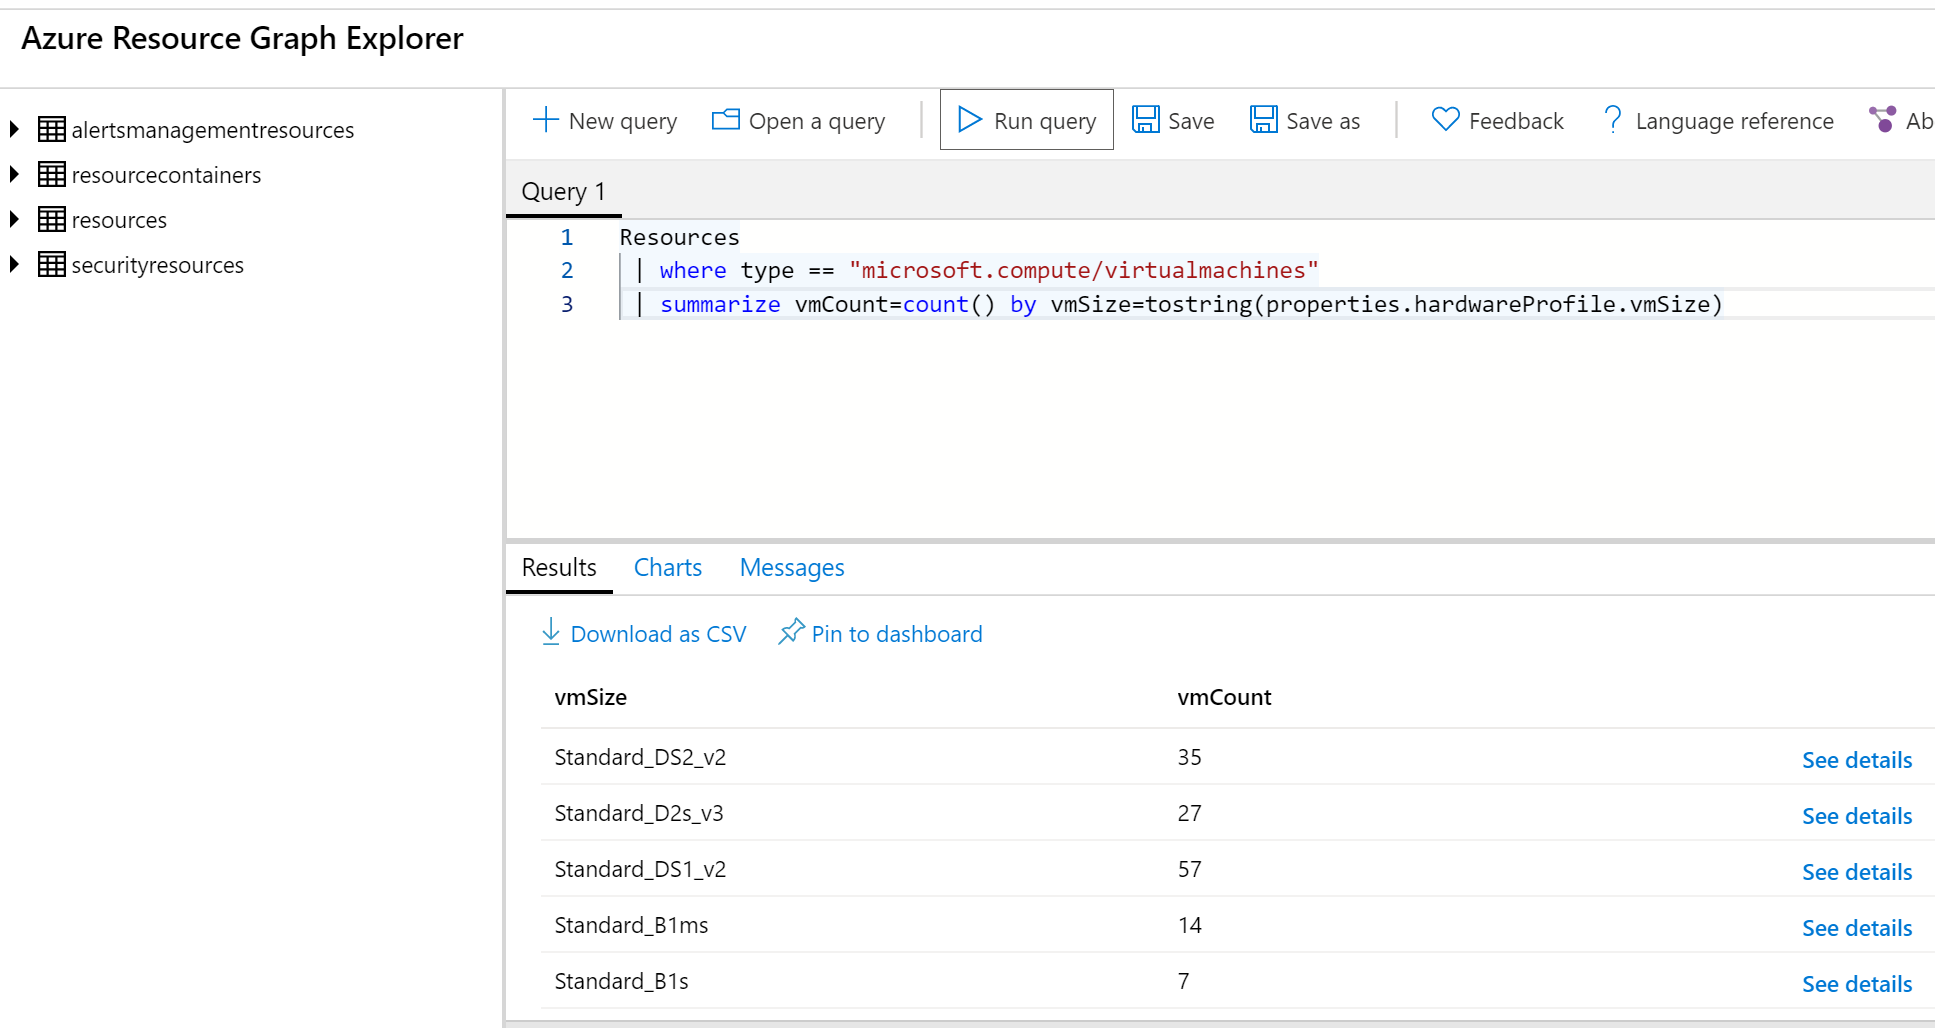 Azure Resource Graph Explorer
alertsmanagementresources
resourcecontainers
resources
securityresources
New query Open a query Run query Save Save as Feedback Language reference Ab
Query 1
1 Resources
2 | where type == "microsoft.compute/virtualmachines"
3 | summarize vmCount=count() by vmSize=tostring(properties.hardwareProfile.vmSize)
Results Charts Messages
Download as CSV Pin to dashboard
vmSize vmCount
Standard_DS2_v2 35 See details
Standard_D2s_v3 27 See details
Standard_DS1_v2 57 See details
Standard_B1ms 14 See details
Standard_B1s 7 See details